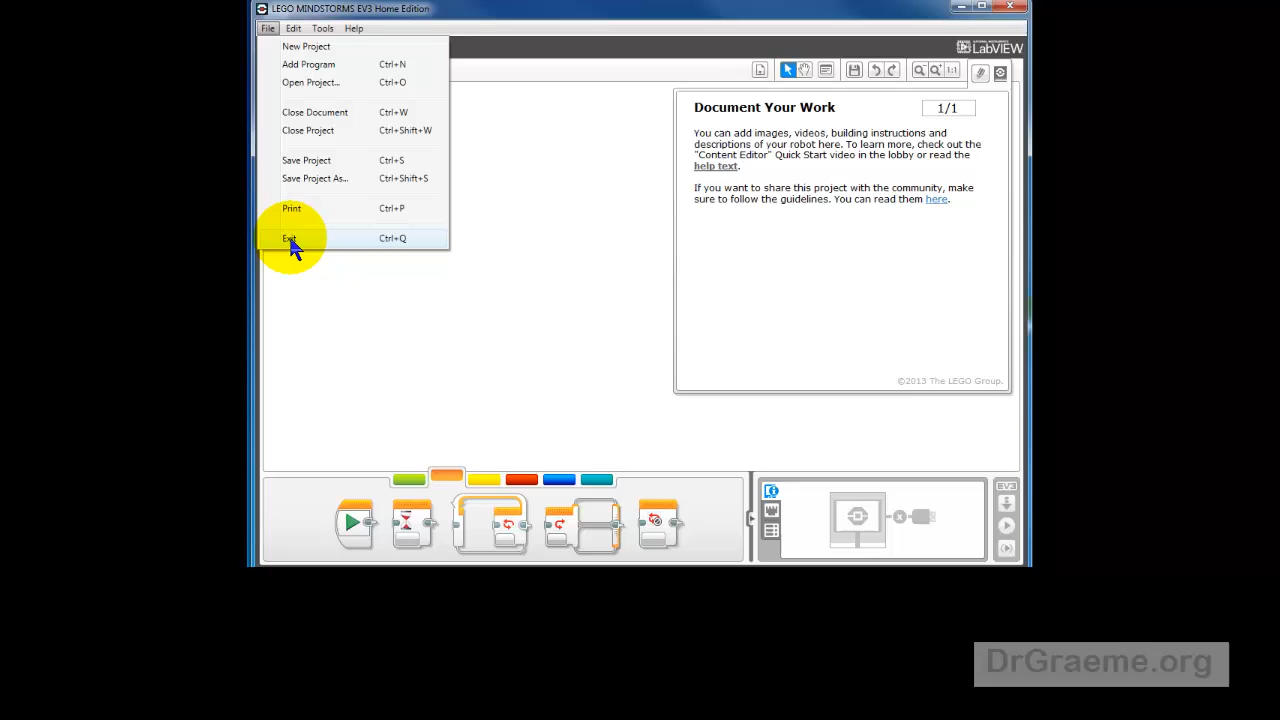 LEGO MINDSTORMS EV3 Home Edition
File Edit Tools Help
New Project
Add Program Ctrl+N
Open Project... Ctrl+O
Close Document Ctrl+W
Close Project Ctrl+Shift+W
Save Project Ctrl+S
Save Project As... Ctrl+Shift+S
Print Ctrl+P
Exit Ctrl+Q
LabVIEW
1:1
Document Your Work 1/1
You can add images, videos, building instructions and
descriptions of your robot here. To learn more, check out the
"Content Editor" Quick Start video in the lobby or read the
help text.
If you want to share this project with the community, make
sure to follow the guidelines. You can read them here.
©2013 The LEGO Group.
EV3
DrGraeme.org